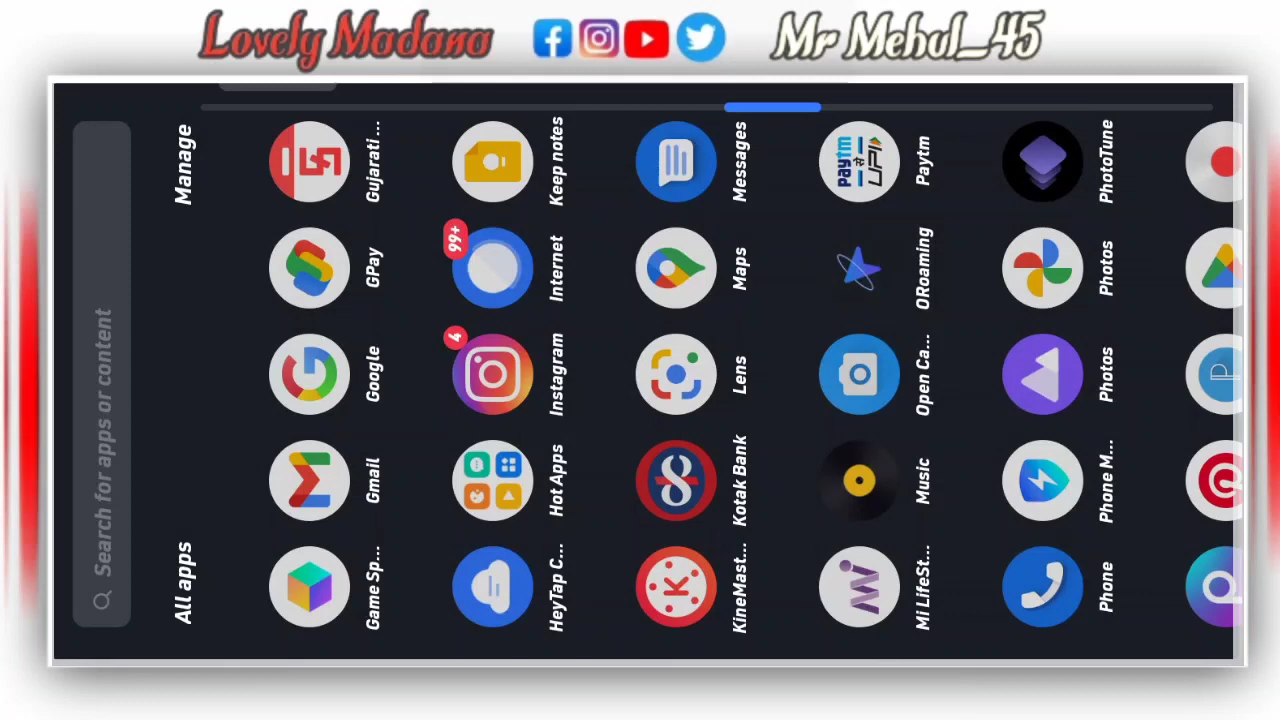 Lovely Madana
Mr Mehul_45
Search for apps or content
All apps
Manage
Game Sp...
Gmail
Google
GPay
Gujarati ...
HeyTap C...
Hot Apps
4
Instagram
99+
Internet
Keep notes
KineMast...
Kotak Bank
Lens
Maps
Messages
Mi LifeSt...
Music
Open Ca...
ORoaming
paytm
से
UPI
Paytm
Phone
Phone M...
Photos
Photos
PhotoTune